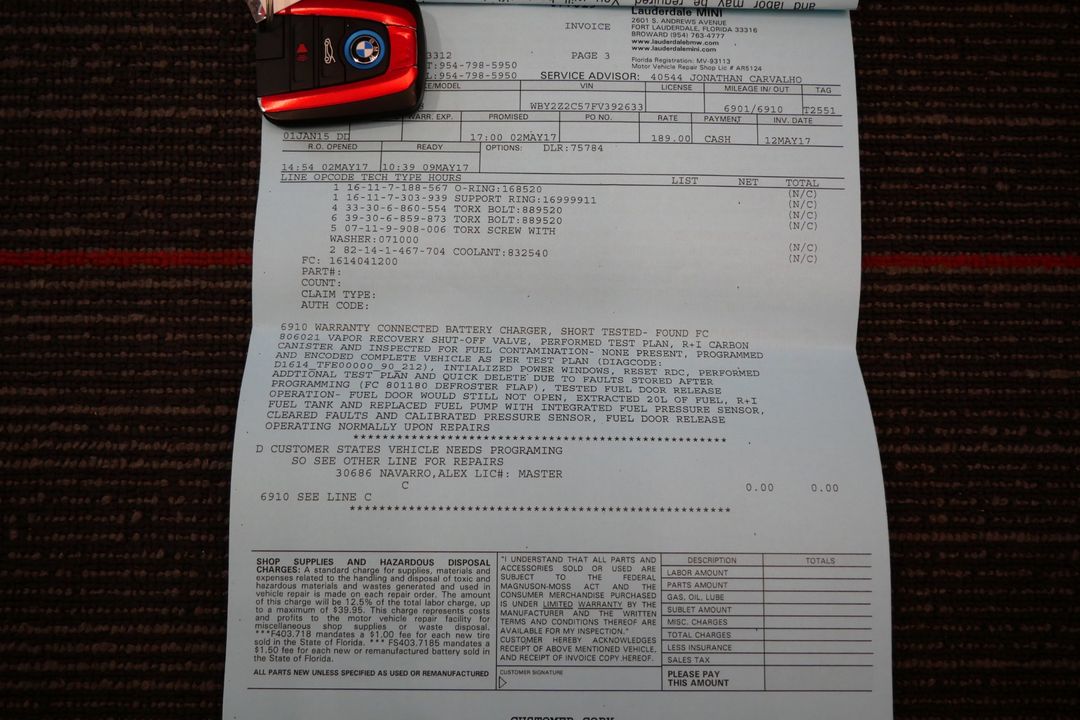 and labor may be required. You will b
Lauderdale MINI
2601 S. ANDREWS AVENUE
FORT LAUDERDALE, FLORIDA 33316
BROWARD (954) 763-4777
www.lauderdalebmw.com
www.lauderdalemini.com
Florida Registration: MV-93113
Motor Vehicle Repair Shop Lic # AR5124
INVOICE
PAGE 3
3312
T:954-798-5950
L:954-798-5950
SERVICE ADVISOR: 40544 JONATHAN CARVALHO
E/MODEL VIN LICENSE MILEAGE IN/OUT TAG
WBY2Z2C57FV392633 6901/6910 T2551
WARR. EXP. PROMISED PO NO. RATE PAYMENT INV. DATE
01JAN15 DD 17:00 02MAY17 189.00 CASH 12MAY17
R.O. OPENED READY OPTIONS: DLR:75784
14:54 02MAY17 10:39 09MAY17
LINE OPCODE TECH TYPE HOURS LIST NET TOTAL
1 16-11-7-188-567 O-RING:168520 (N/C)
1 16-11-7-303-939 SUPPORT RING:16999911 (N/C)
4 33-30-6-860-554 TORX BOLT:889520 (N/C)
6 39-30-6-859-873 TORX BOLT:889520 (N/C)
5 07-11-9-908-006 TORX SCREW WITH
WASHER:071000 (N/C)
2 82-14-1-467-704 COOLANT:832540 (N/C)
FC: 1614041200
PART#:
COUNT:
CLAIM TYPE:
AUTH CODE:
6910 WARRANTY CONNECTED BATTERY CHARGER, SHORT TESTED- FOUND FC
806021 VAPOR RECOVERY SHUT-OFF VALVE, PERFORMED TEST PLAN, R+I CARBON
CANISTER AND INSPECTED FOR FUEL CONTAMINATION- NONE PRESENT, PROGRAMMED
AND ENCODED COMPLETE VEHICLE AS PER TEST PLAN (DIAGCODE:
D1614_TFE00000_90_212), INTIALIZED POWER WINDOWS, RESET RDC, PERFORMED
ADDTIONAL TEST PLAN AND QUICK DELETE DUE TO FAULTS STORED AFTER
PROGRAMMING (FC 801180 DEFROSTER FLAP), TESTED FUEL DOOR RELEASE
OPERATION- FUEL DOOR WOULD STILL NOT OPEN, EXTRACTED 20L OF FUEL, R+I
FUEL TANK AND REPLACED FUEL PUMP WITH INTEGRATED FUEL PRESSURE SENSOR,
CLEARED FAULTS AND CALIBRATED PRESSURE SENSOR, FUEL DOOR RELEASE
OPERATING NORMALLY UPON REPAIRS
****************************************************
D CUSTOMER STATES VEHICLE NEEDS PROGRAMING
SO SEE OTHER LINE FOR REPAIRS
30686 NAVARRO,ALEX LIC#: MASTER
C 0.00 0.00
6910 SEE LINE C
****************************************************
SHOP SUPPLIES AND HAZARDOUS DISPOSAL
CHARGES: A standard charge for supplies, materials and
expenses related to the handling and disposal of toxic and
hazardous materials and wastes generated and used in
vehicle repair is made on each repair order. The amount
of this charge will be 12.5% of the total labor charge, up
to a maximum of $39.95. This charge represents costs
and profits to the motor vehicle repair facility for
miscellaneous shop supplies or waste disposal.
***F403.718 mandates a $1.00 fee for each new tire
sold in the State of Florida. *** FS403.7185 mandates a
$1.50 fee for each new or remanufactured battery sold in
the State of Florida.
ALL PARTS NEW UNLESS SPECIFIED AS USED OR REMANUFACTURED
"I UNDERSTAND THAT ALL PARTS AND
ACCESSORIES SOLD OR USED ARE
SUBJECT TO THE FEDERAL
MAGNUSON-MOSS ACT AND THE
CONSUMER MERCHANDISE PURCHASED
IS UNDER LIMITED WARRANTY BY THE
MANUFACTURER AND THE WRITTEN
TERMS AND CONDITIONS THEREOF ARE
AVAILABLE FOR MY INSPECTION."
CUSTOMER HEREBY ACKNOWLEDGES
RECEIPT OF ABOVE MENTIONED VEHICLE,
AND RECEIPT OF INVOICE COPY HEREOF.
CUSTOMER SIGNATURE
DESCRIPTION TOTALS
LABOR AMOUNT
PARTS AMOUNT
GAS, OIL, LUBE
SUBLET AMOUNT
MISC. CHARGES
TOTAL CHARGES
LESS INSURANCE
SALES TAX
PLEASE PAY
THIS AMOUNT
CUSTOMER COPY
BMW